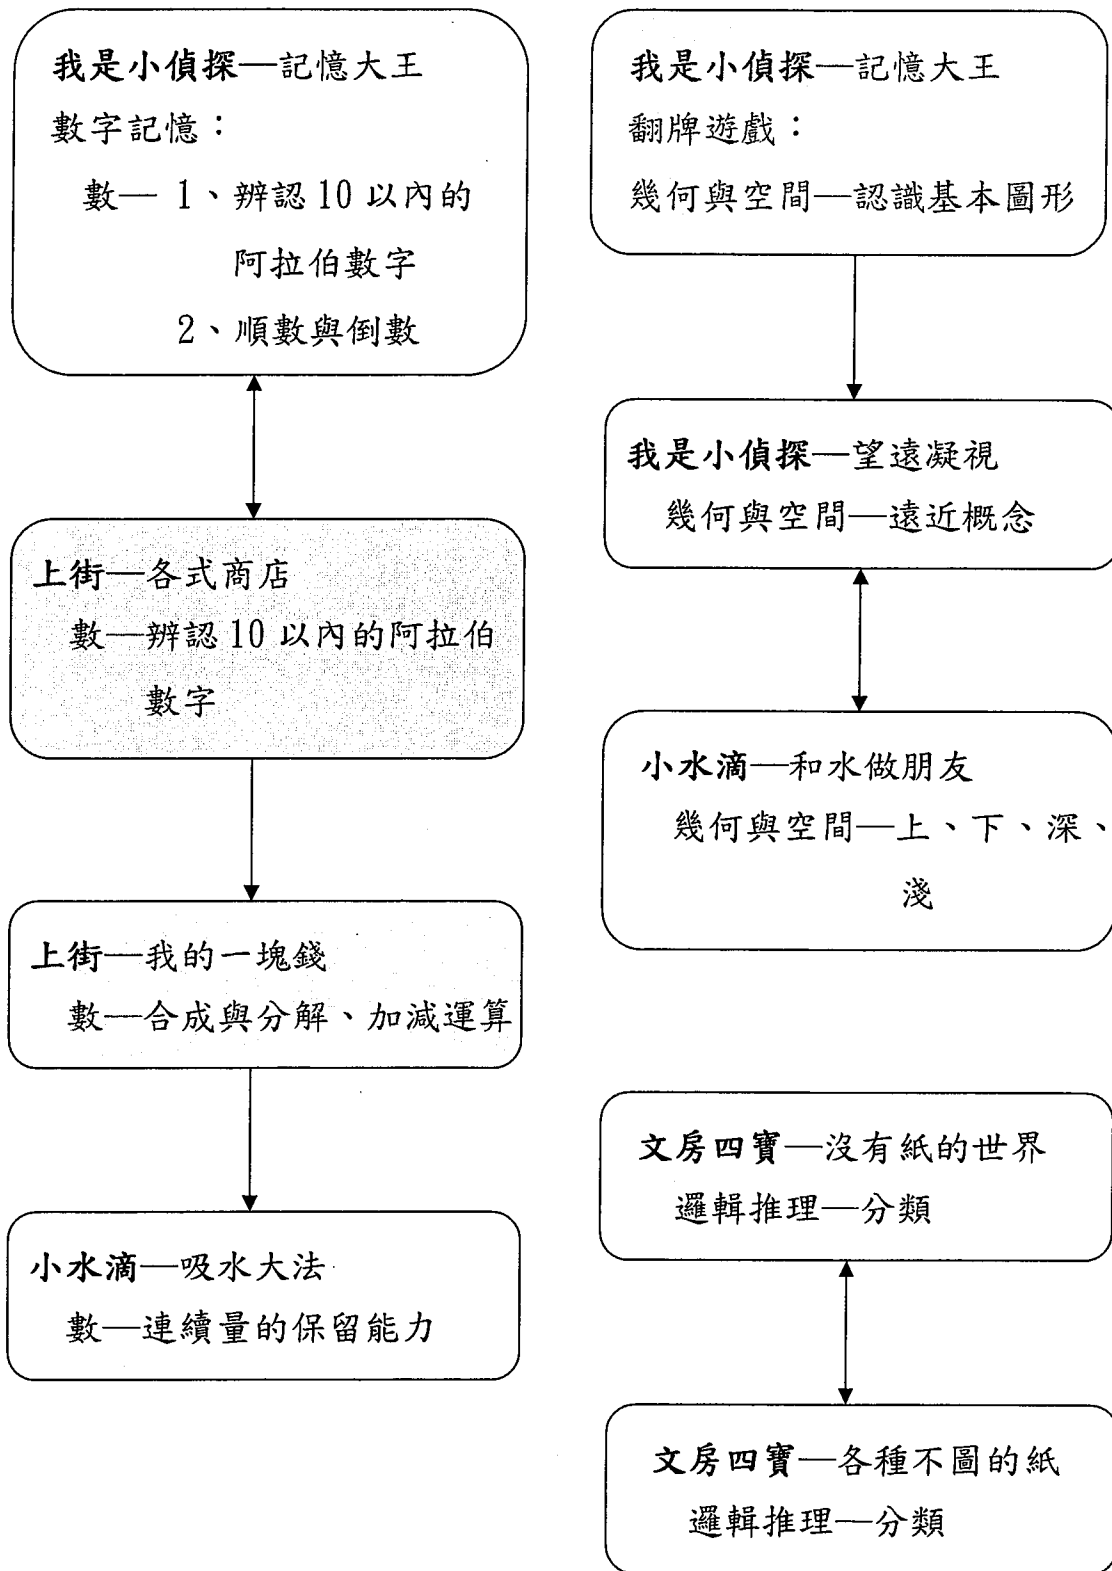 我是小偵探—記憶大王
數字記憶：
數— 1、辨認 10 以內的
阿拉伯數字
2、順數與倒數
上街—各式商店
數—辨認 10 以內的阿拉伯
數字
上街—我的一塊錢
數—合成與分解、加減運算
小水滴—吸水大法
數—連續量的保留能力
我是小偵探—記憶大王
翻牌遊戲：
幾何與空間—認識基本圖形
我是小偵探—望遠凝視
幾何與空間—遠近概念
小水滴—和水做朋友
幾何與空間—上、下、深、
淺
文房四寶—沒有紙的世界
邏輯推理—分類
文房四寶—各種不圖的紙
邏輯推理—分類